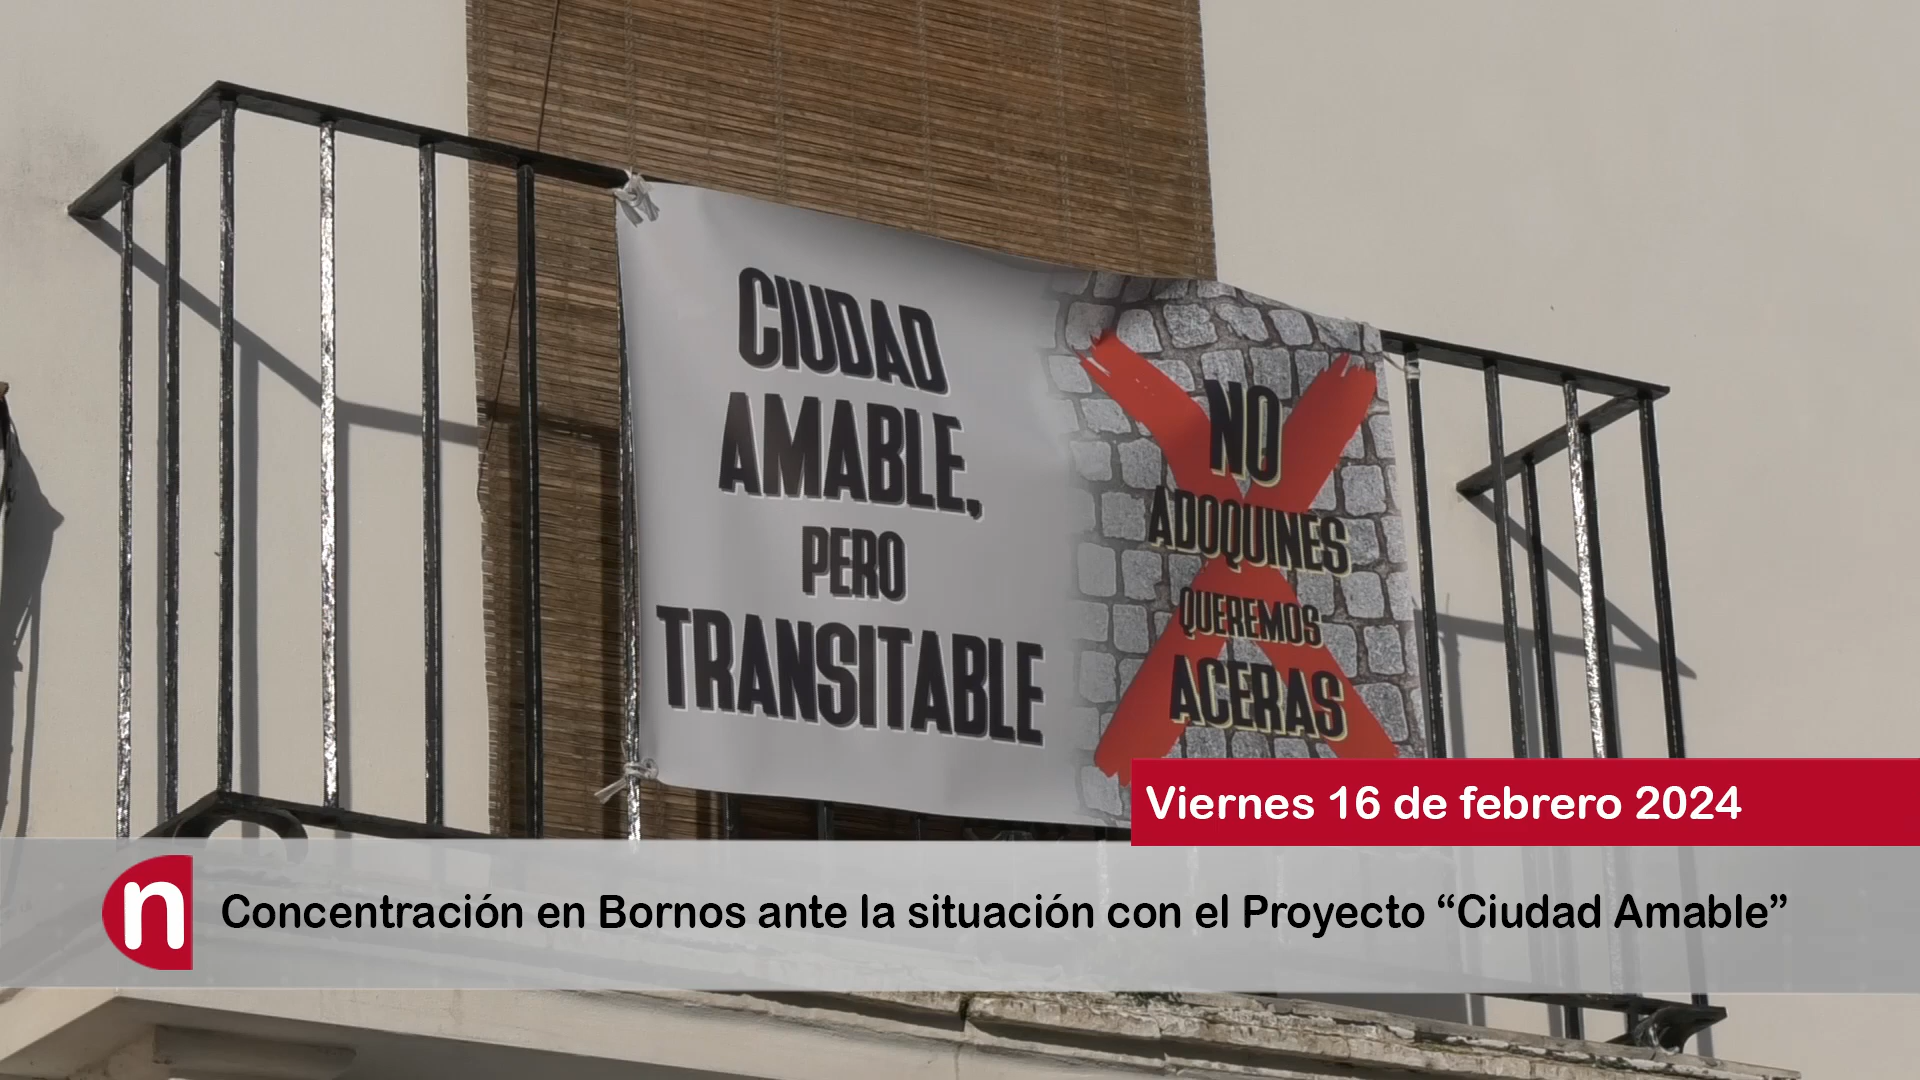 CIUDAD
AMABLE,
PERO
TRANSITABLE
NO
ADOQUINES
QUEREMOS
ACERAS
Viernes 16 de febrero 2024
n
Concentración en Bornos ante la situación con el Proyecto “Ciudad Amable”